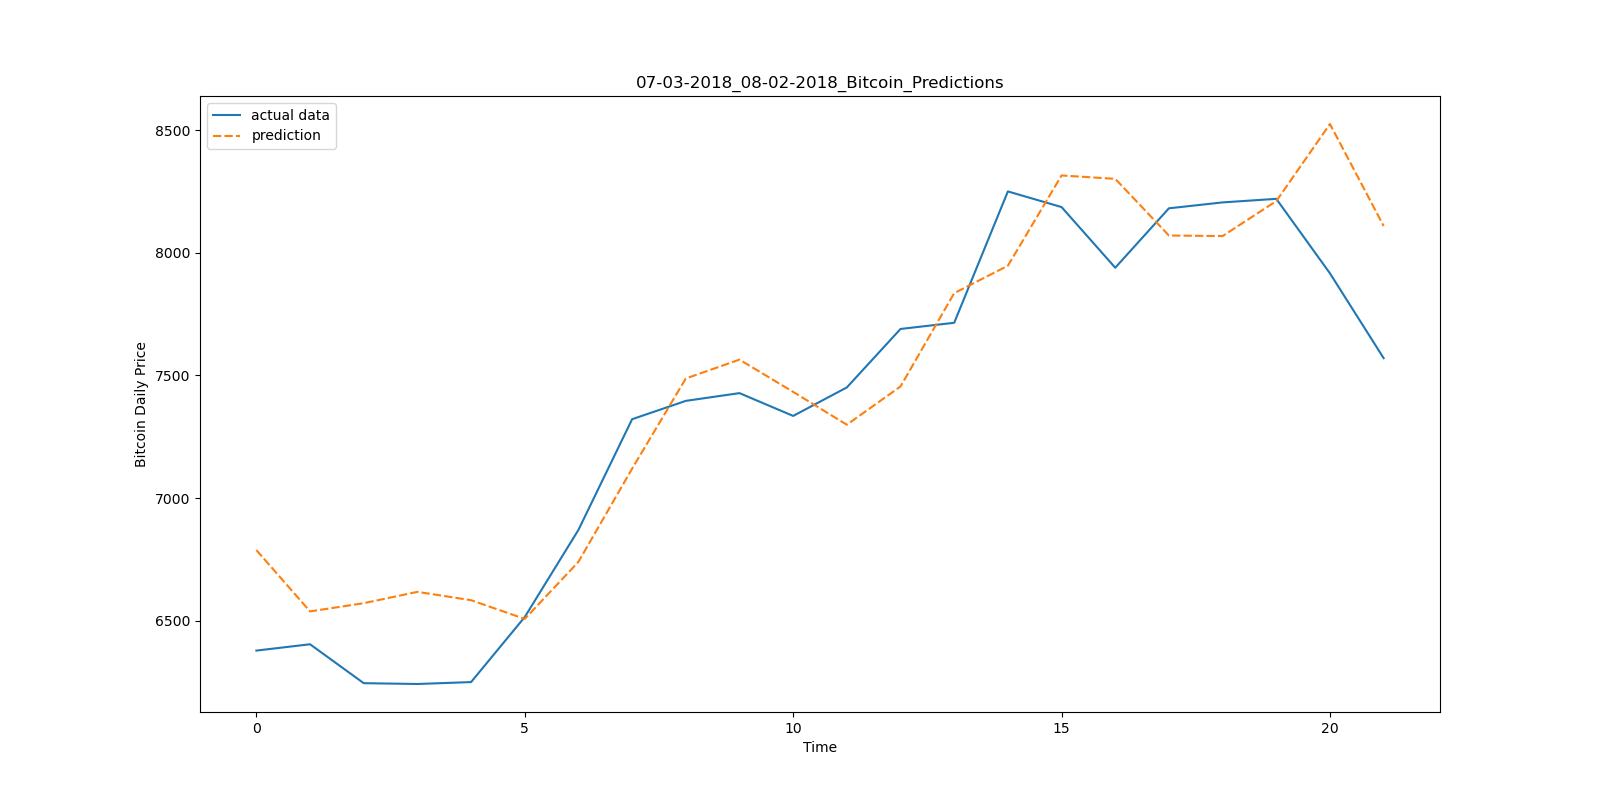 07-03-2018_08-02-2018_Bitcoin_Predictions
actual data
prediction
8500
8000
7500
7000
6500
Bitcoin Daily Price
0 5 10 15 20
Time